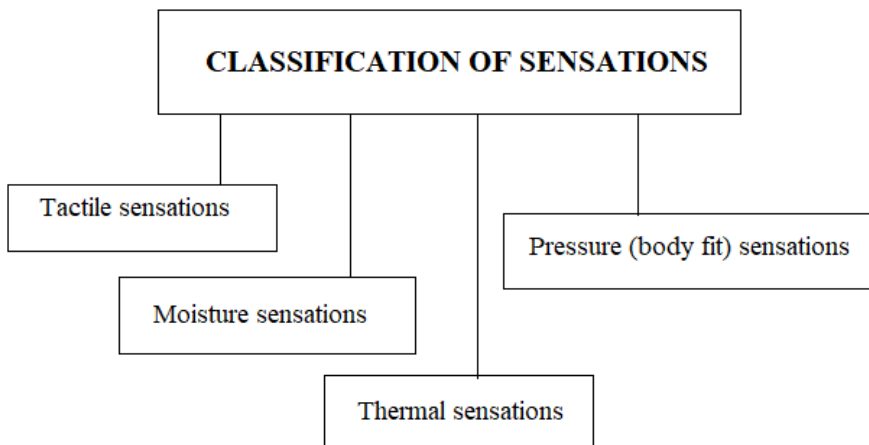 CLASSIFICATION OF SENSATIONS
Tactile sensations
Pressure (body fit) sensations
Moisture sensations
Thermal sensations